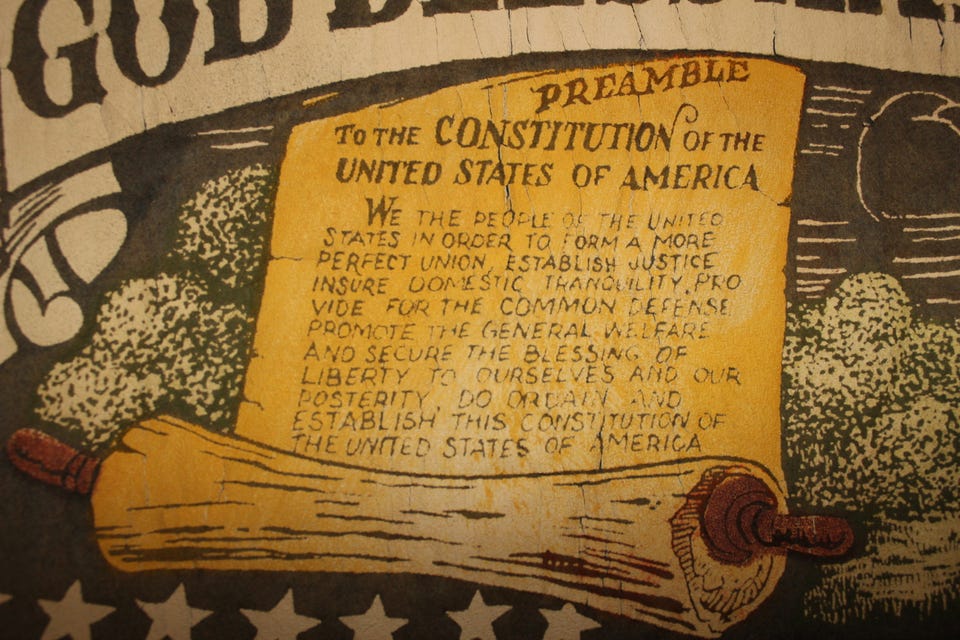 GOD
PREAMBLE
TO THE CONSTITUTION OF THE
UNITED STATES OF AMERICA
WE THE PEOPLE OF THE UNITED
STATES IN ORDER TO FORM A MORE
PERFECT UNION, ESTABLISH JUSTICE
INSURE DOMESTIC TRANQUILITY, PRO
VIDE FOR THE COMMON DEFENSE
PROMOTE THE GENERAL WELFARE
AND SECURE THE BLESSING OF
LIBERTY TO OURSELVES AND OUR
POSTERITY, DO ORDAIN AND
ESTABLISH THIS CONSTITUTION OF
THE UNITED STATES OF AMERICA